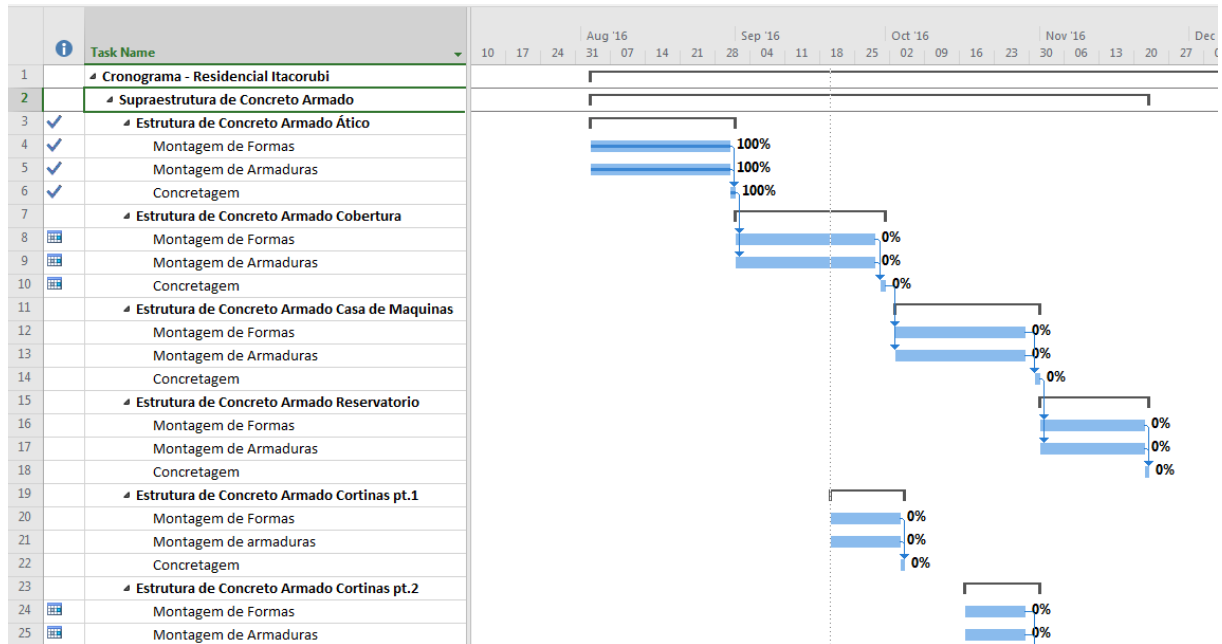 Aug '16 Sep '16 Oct '16 Nov '16 Dec
Task Name 10 17 24 31 07 14 21 28 04 11 18 25 02 09 16 23 30 06 13 20 27
1 Cronograma - Residencial Itacorubi
2 Supraestrutura de Concreto Armado
3 Estrutura de Concreto Armado Ático
4 Montagem de Formas 100%
5 Montagem de Armaduras 100%
6 Concretagem 100%
7 Estrutura de Concreto Armado Cobertura
8 Montagem de Formas 0%
9 Montagem de Armaduras 0%
10 Concretagem 0%
11 Estrutura de Concreto Armado Casa de Maquinas
12 Montagem de Formas 0%
13 Montagem de Armaduras 0%
14 Concretagem 0%
15 Estrutura de Concreto Armado Reservatorio
16 Montagem de Formas 0%
17 Montagem de Armaduras 0%
18 Concretagem 0%
19 Estrutura de Concreto Armado Cortinas pt.1
20 Montagem de Formas 0%
21 Montagem de armaduras 0%
22 Concretagem 0%
23 Estrutura de Concreto Armado Cortinas pt.2
24 Montagem de Formas 0%
25 Montagem de Armaduras 0%